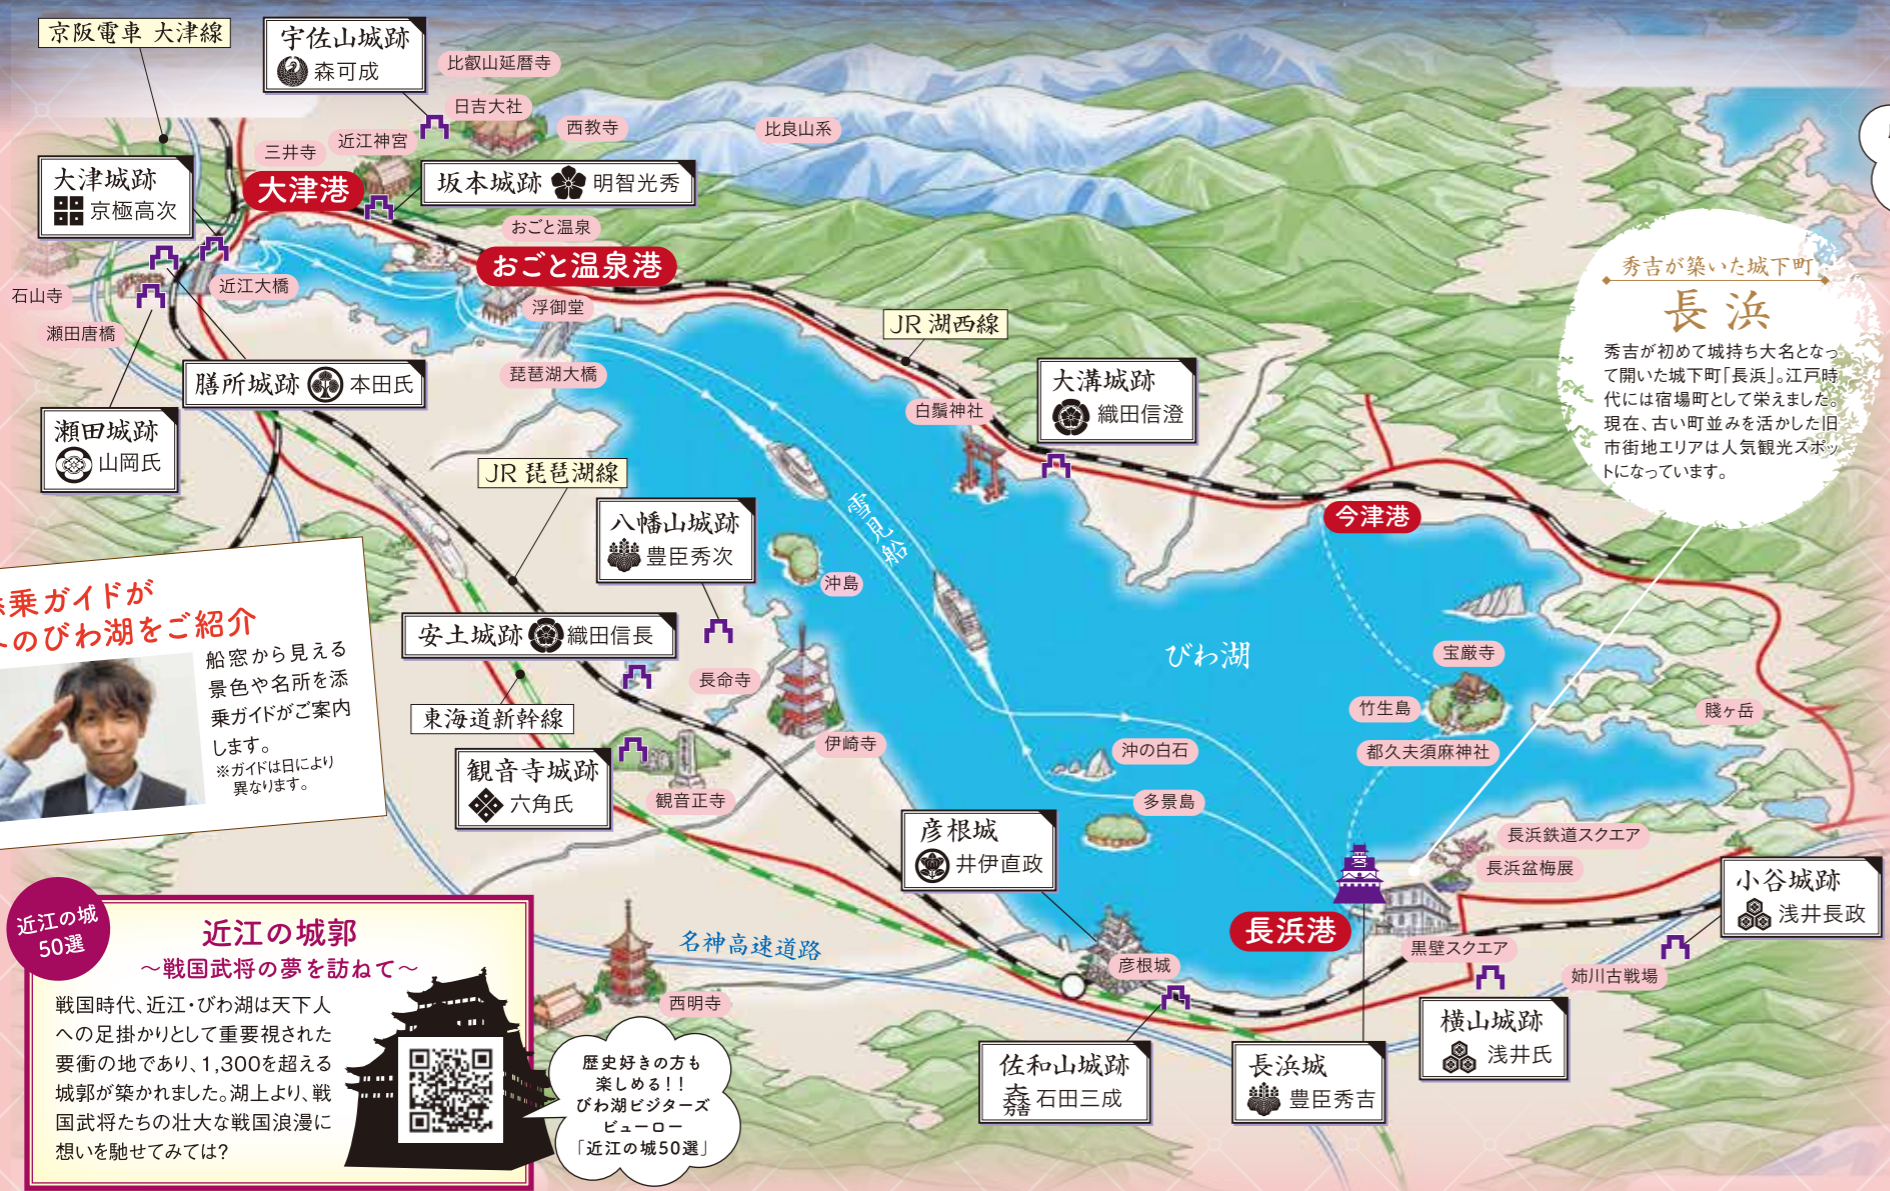 京阪電車 大津線
宇佐山城跡
森可成
比叡山延暦寺
日吉大社
西教寺
比良山系
三井寺
近江神宮
大津城跡
京極高次
大津港
坂本城跡 明智光秀
おごと温泉
おごと温泉港
近江大橋
浮御堂
石山寺
瀬田唐橋
琵琶湖大橋
膳所城跡 本田氏
瀬田城跡
山岡氏
JR 湖西線
白鬚神社
大溝城跡
織田信澄
秀吉が築いた城下町
長浜
秀吉が初めて城持ち大名となっ
て開いた城下町「長浜」。江戸時
代には宿場町として栄えました。
現在、古い町並みを活かした旧
市街地エリアは人気観光スポッ
トになっています。
JR 琵琶湖線
八幡山城跡
豊臣秀次
雪見船
沖島
今津港
乗ガイドが
のびわ湖をご紹介
船窓から見える
景色や名所を添
乗ガイドがご案内
します。
※ガイドは日により
異なります。
安土城跡 織田信長
長命寺
東海道新幹線
伊崎寺
びわ湖
宝厳寺
竹生島
都久夫須麻神社
賤ヶ岳
観音寺城跡
六角氏
観音正寺
沖の白石
多景島
彦根城
井伊直政
長浜鉄道スクエア
長浜盆梅展
小谷城跡
浅井長政
長浜港
黒壁スクエア
姉川古戦場
彦根城
名神高速道路
西明寺
横山城跡
浅井氏
佐和山城跡
石田三成
長浜城
豊臣秀吉
近江の城
50選
近江の城郭
～戦国武将の夢を訪ねて～
戦国時代、近江・びわ湖は天下人
への足掛かりとして重要視された
要衝の地であり、1,300を超える
城郭が築かれました。湖上より、戦
国武将たちの壮大な戦国浪漫に
想いを馳せてみては?
歴史好きの方も
楽しめる!!
びわ湖ビジターズ
ビューロー
「近江の城50選」